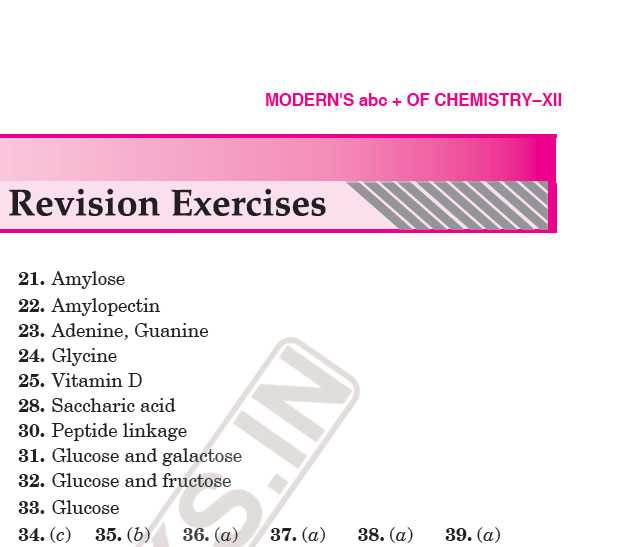 MODERN'S abc + OF CHEMISTRY–XII
Revision Exercises
21. Amylose
22. Amylopectin
23. Adenine, Guanine
24. Glycine
25. Vitamin D
28. Saccharic acid
30. Peptide linkage
31. Glucose and galactose
32. Glucose and fructose
33. Glucose
34. (c) 35. (b) 36. (a) 37. (a) 38. (a) 39. (a)
KS.IN